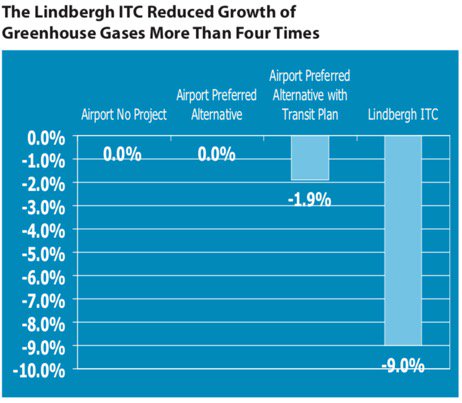 The Lindbergh ITC Reduced Growth of
Greenhouse Gases More Than Four Times
Airport No Project
Airport Preferred
Alternative
Airport Preferred
Alternative with
Transit Plan
Lindbergh ITC
0.0%
-1.0%
-2.0%
-3.0%
-4.0%
-5.0%
-6.0%
-7.0%
-8.0%
-9.0%
-10.0%
0.0%
0.0%
-1.9%
-9.0%